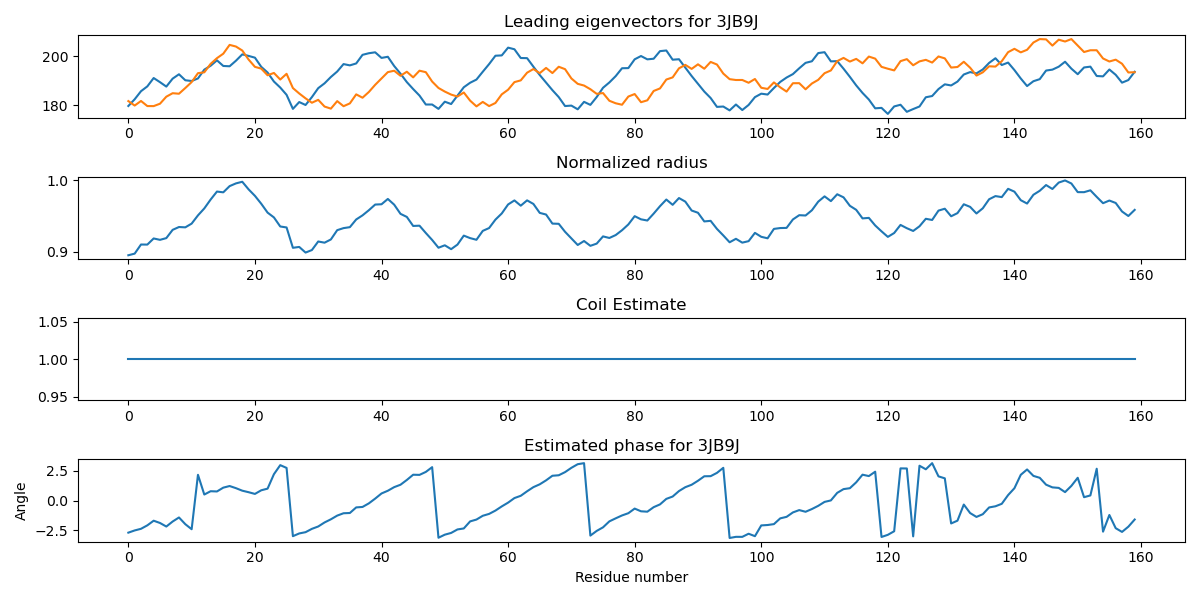 Leading eigenvectors for 3JB9J
200
180
0 20 40 60 80 100 120 140 160
Normalized radius
1.0
0.9
0 20 40 60 80 100 120 140 160
Coil Estimate
1.05
1.00
0.95
0 20 40 60 80 100 120 140 160
Estimated phase for 3JB9J
Angle
2.5
0.0
−2.5
0 20 40 60 80 100 120 140 160
Residue number